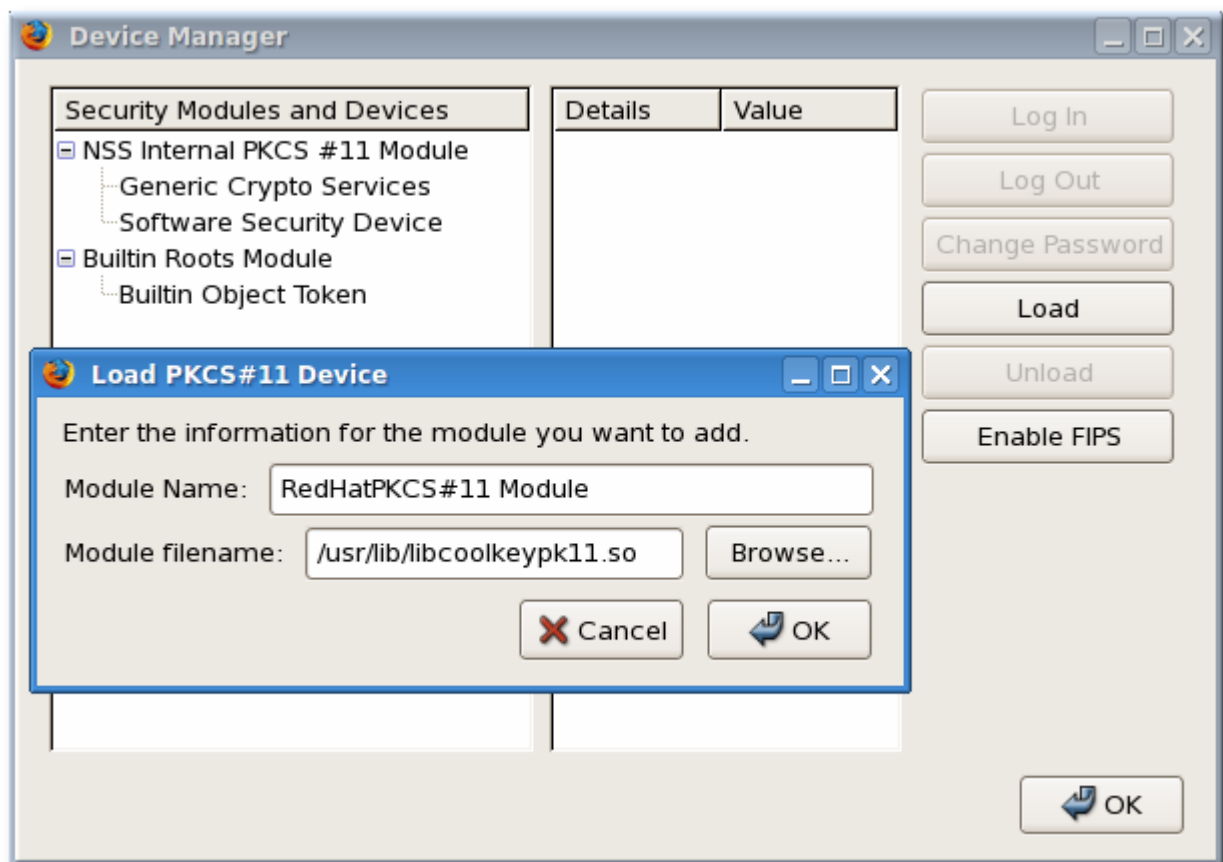 Device Manager
Security Modules and Devices
Details
Value
NSS Internal PKCS #11 Module
Generic Crypto Services
Software Security Device
Builtin Roots Module
Builtin Object Token
Log In
Log Out
Change Password
Load
Unload
Enable FIPS
Load PKCS#11 Device
Enter the information for the module you want to add.
Module Name: RedHatPKCS#11 Module
Module filename: /usr/lib/libcoolkeypk11.so Browse...
Cancel OK
OK